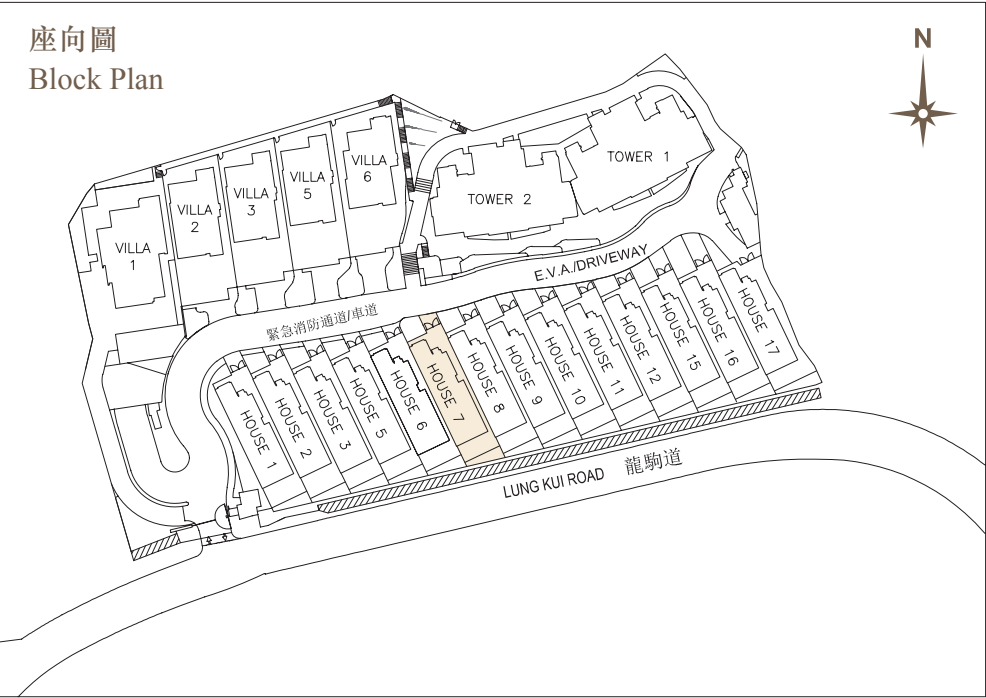 座向圖
Block Plan
N
TOWER 1
TOWER 2
VILLA
6
VILLA
5
VILLA
3
VILLA
2
VILLA
1
E.V.A./DRIVEWAY
緊急消防通道/車道
HOUSE 1
HOUSE 2
HOUSE 3
HOUSE 5
HOUSE 6
HOUSE 7
HOUSE 8
HOUSE 9
HOUSE 10
HOUSE 11
HOUSE 12
HOUSE 15
HOUSE 16
HOUSE 17
LUNG KUI ROAD 龍駒道